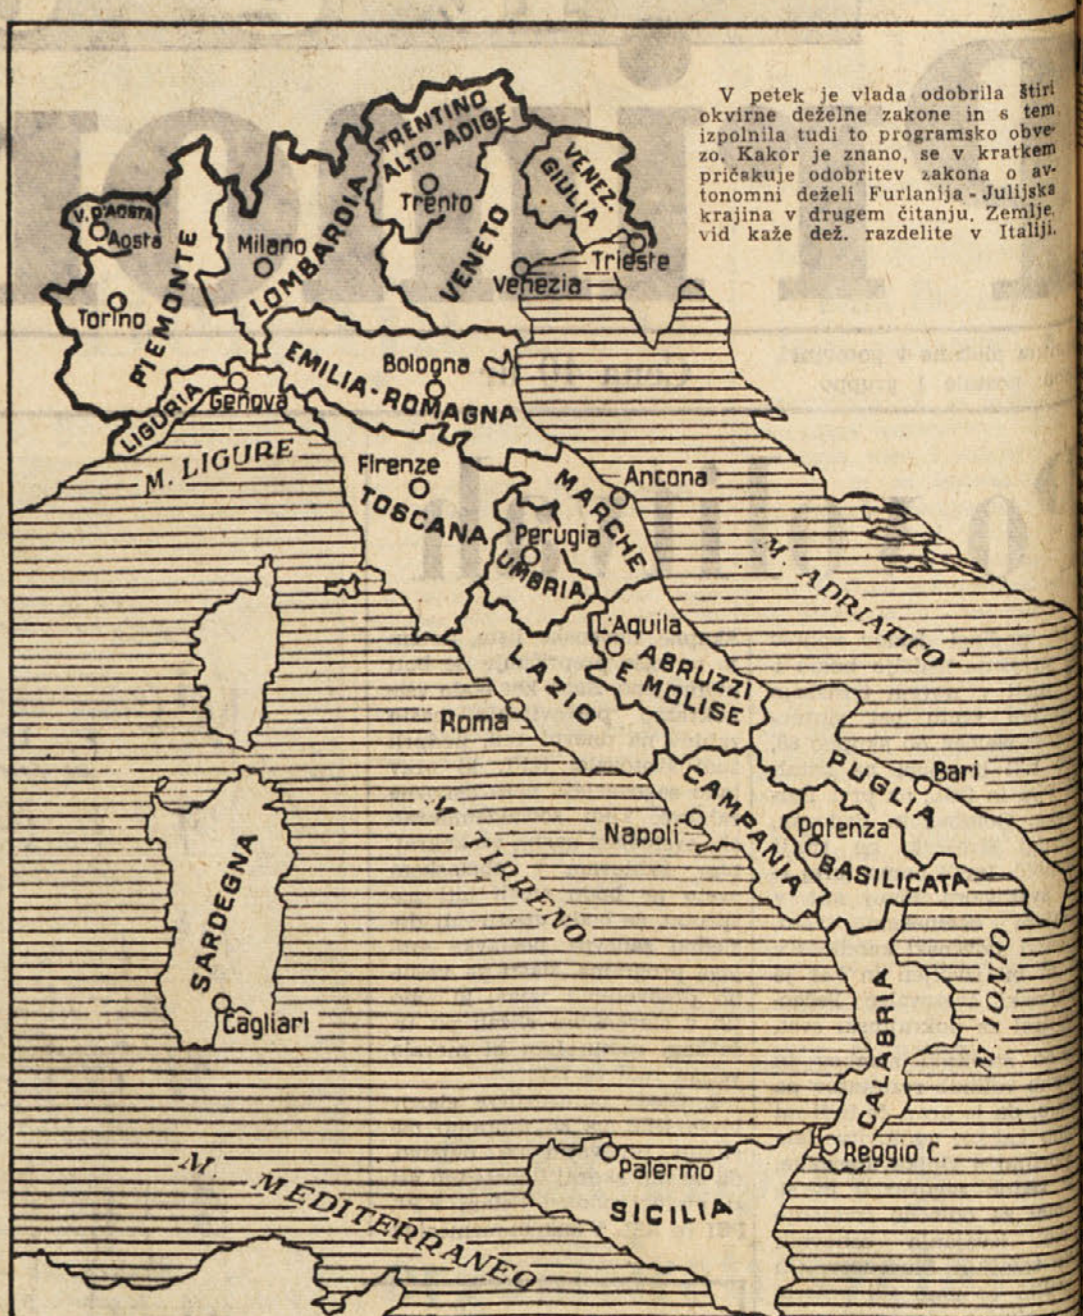 V petek je vlada odobrila štiri
okvirne deželne zakone in s tem
izpolnila tudi to programsko obve-
zo. Kakor je znano, se v kratkem
pričakuje odobritev zakona o av-
tonomni deželi Furlanija - Julijska
krajina v drugem čitanju. Zemlje
vid kaže dež. razdelite v Italiji.
TRENTINO
ALTO-ADIGE
Trento
VENEZ.
GIULIA
Trieste
V. D'AOSTA
Aosta
PIEMONTE
Torino
Milano
LOMBARDIA
VENETO
Venezia
LIGURIA
Genova
EMILIA-ROMAGNA
Bologna
M. LIGURE
Firenze
TOSCANA
MARCHE
Ancona
Perugia
UMBRIA
M. ADRIATICO
L'Aquila
ABRUZZI
E MOLISE
LAZIO
Roma
PUGLIA
Bari
CAMPANIA
Napoli
Potenza
BASILICATA
M. TIRRENO
SARDEGNA
Cagliari
M. IONIO
CALABRIA
Reggio C.
Palermo
SICILIA
M. MEDITERRANEO